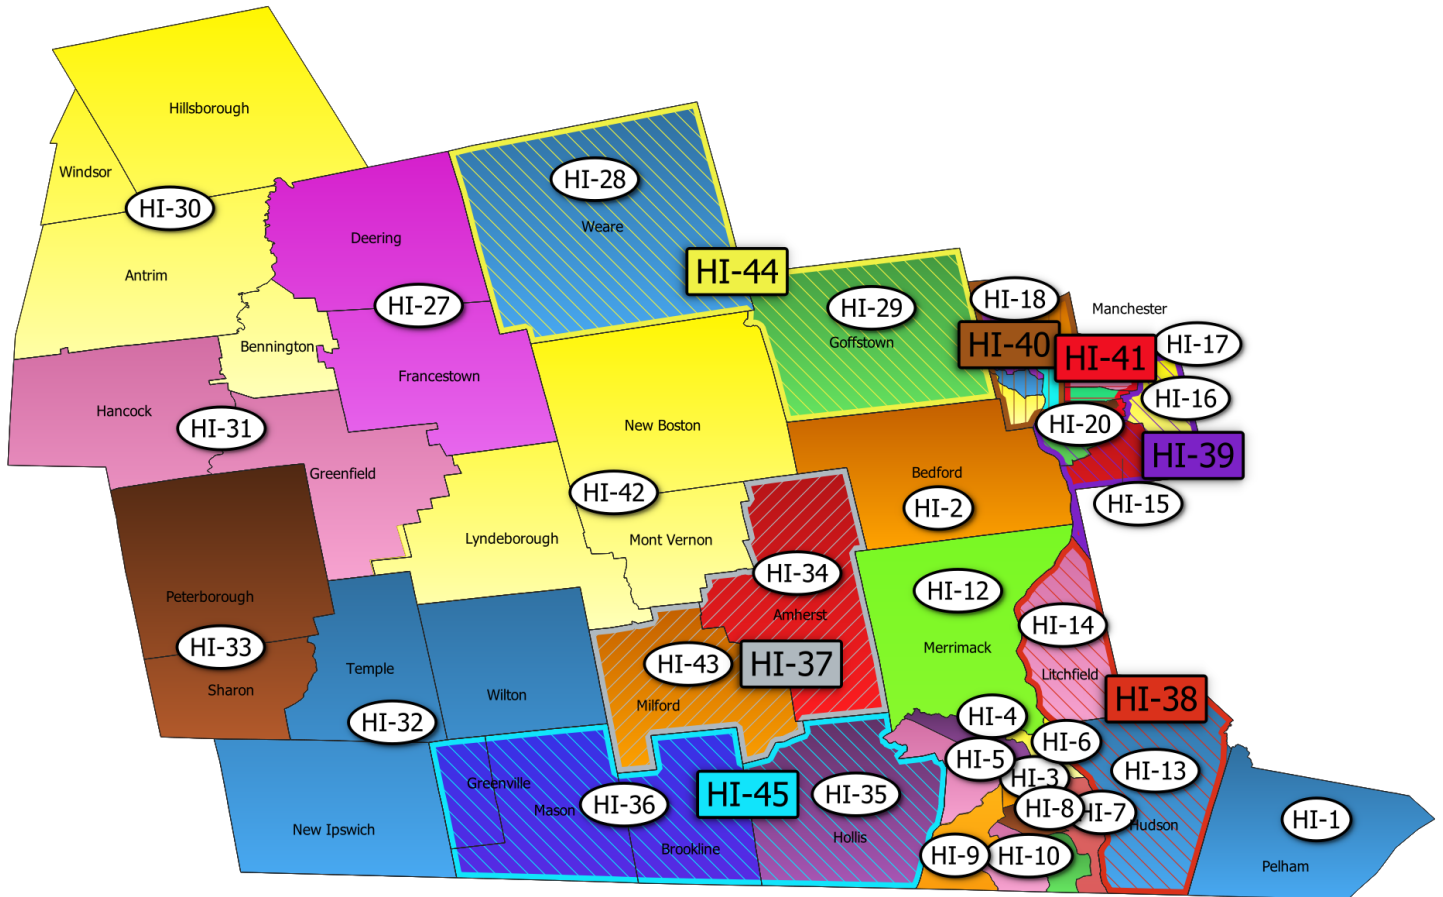 Hillsborough
Windsor
HI-28
HI-30
Weare
Deering
Antrim
HI-44
HI-18
HI-27
HI-29
Manchester
Goffstown
HI-40
HI-17
Bennington
HI-41
Francestown
HI-16
Hancock
HI-31
New Boston
HI-20
HI-39
Greenfield
Bedford
HI-42
HI-2
HI-15
Lyndeborough
Mont Vernon
HI-34
HI-12
Peterborough
Amherst
HI-14
HI-33
Merrimack
HI-43
HI-37
Temple
Litchfield
Sharon
Wilton
HI-38
Milford
HI-4
HI-32
HI-6
HI-5
HI-13
HI-3
Greenville
HI-45
HI-35
HI-36
Mason
HI-8
HI-7
HI-1
Hudson
New Ipswich
Hollis
Brookline
HI-9
HI-10
Pelham